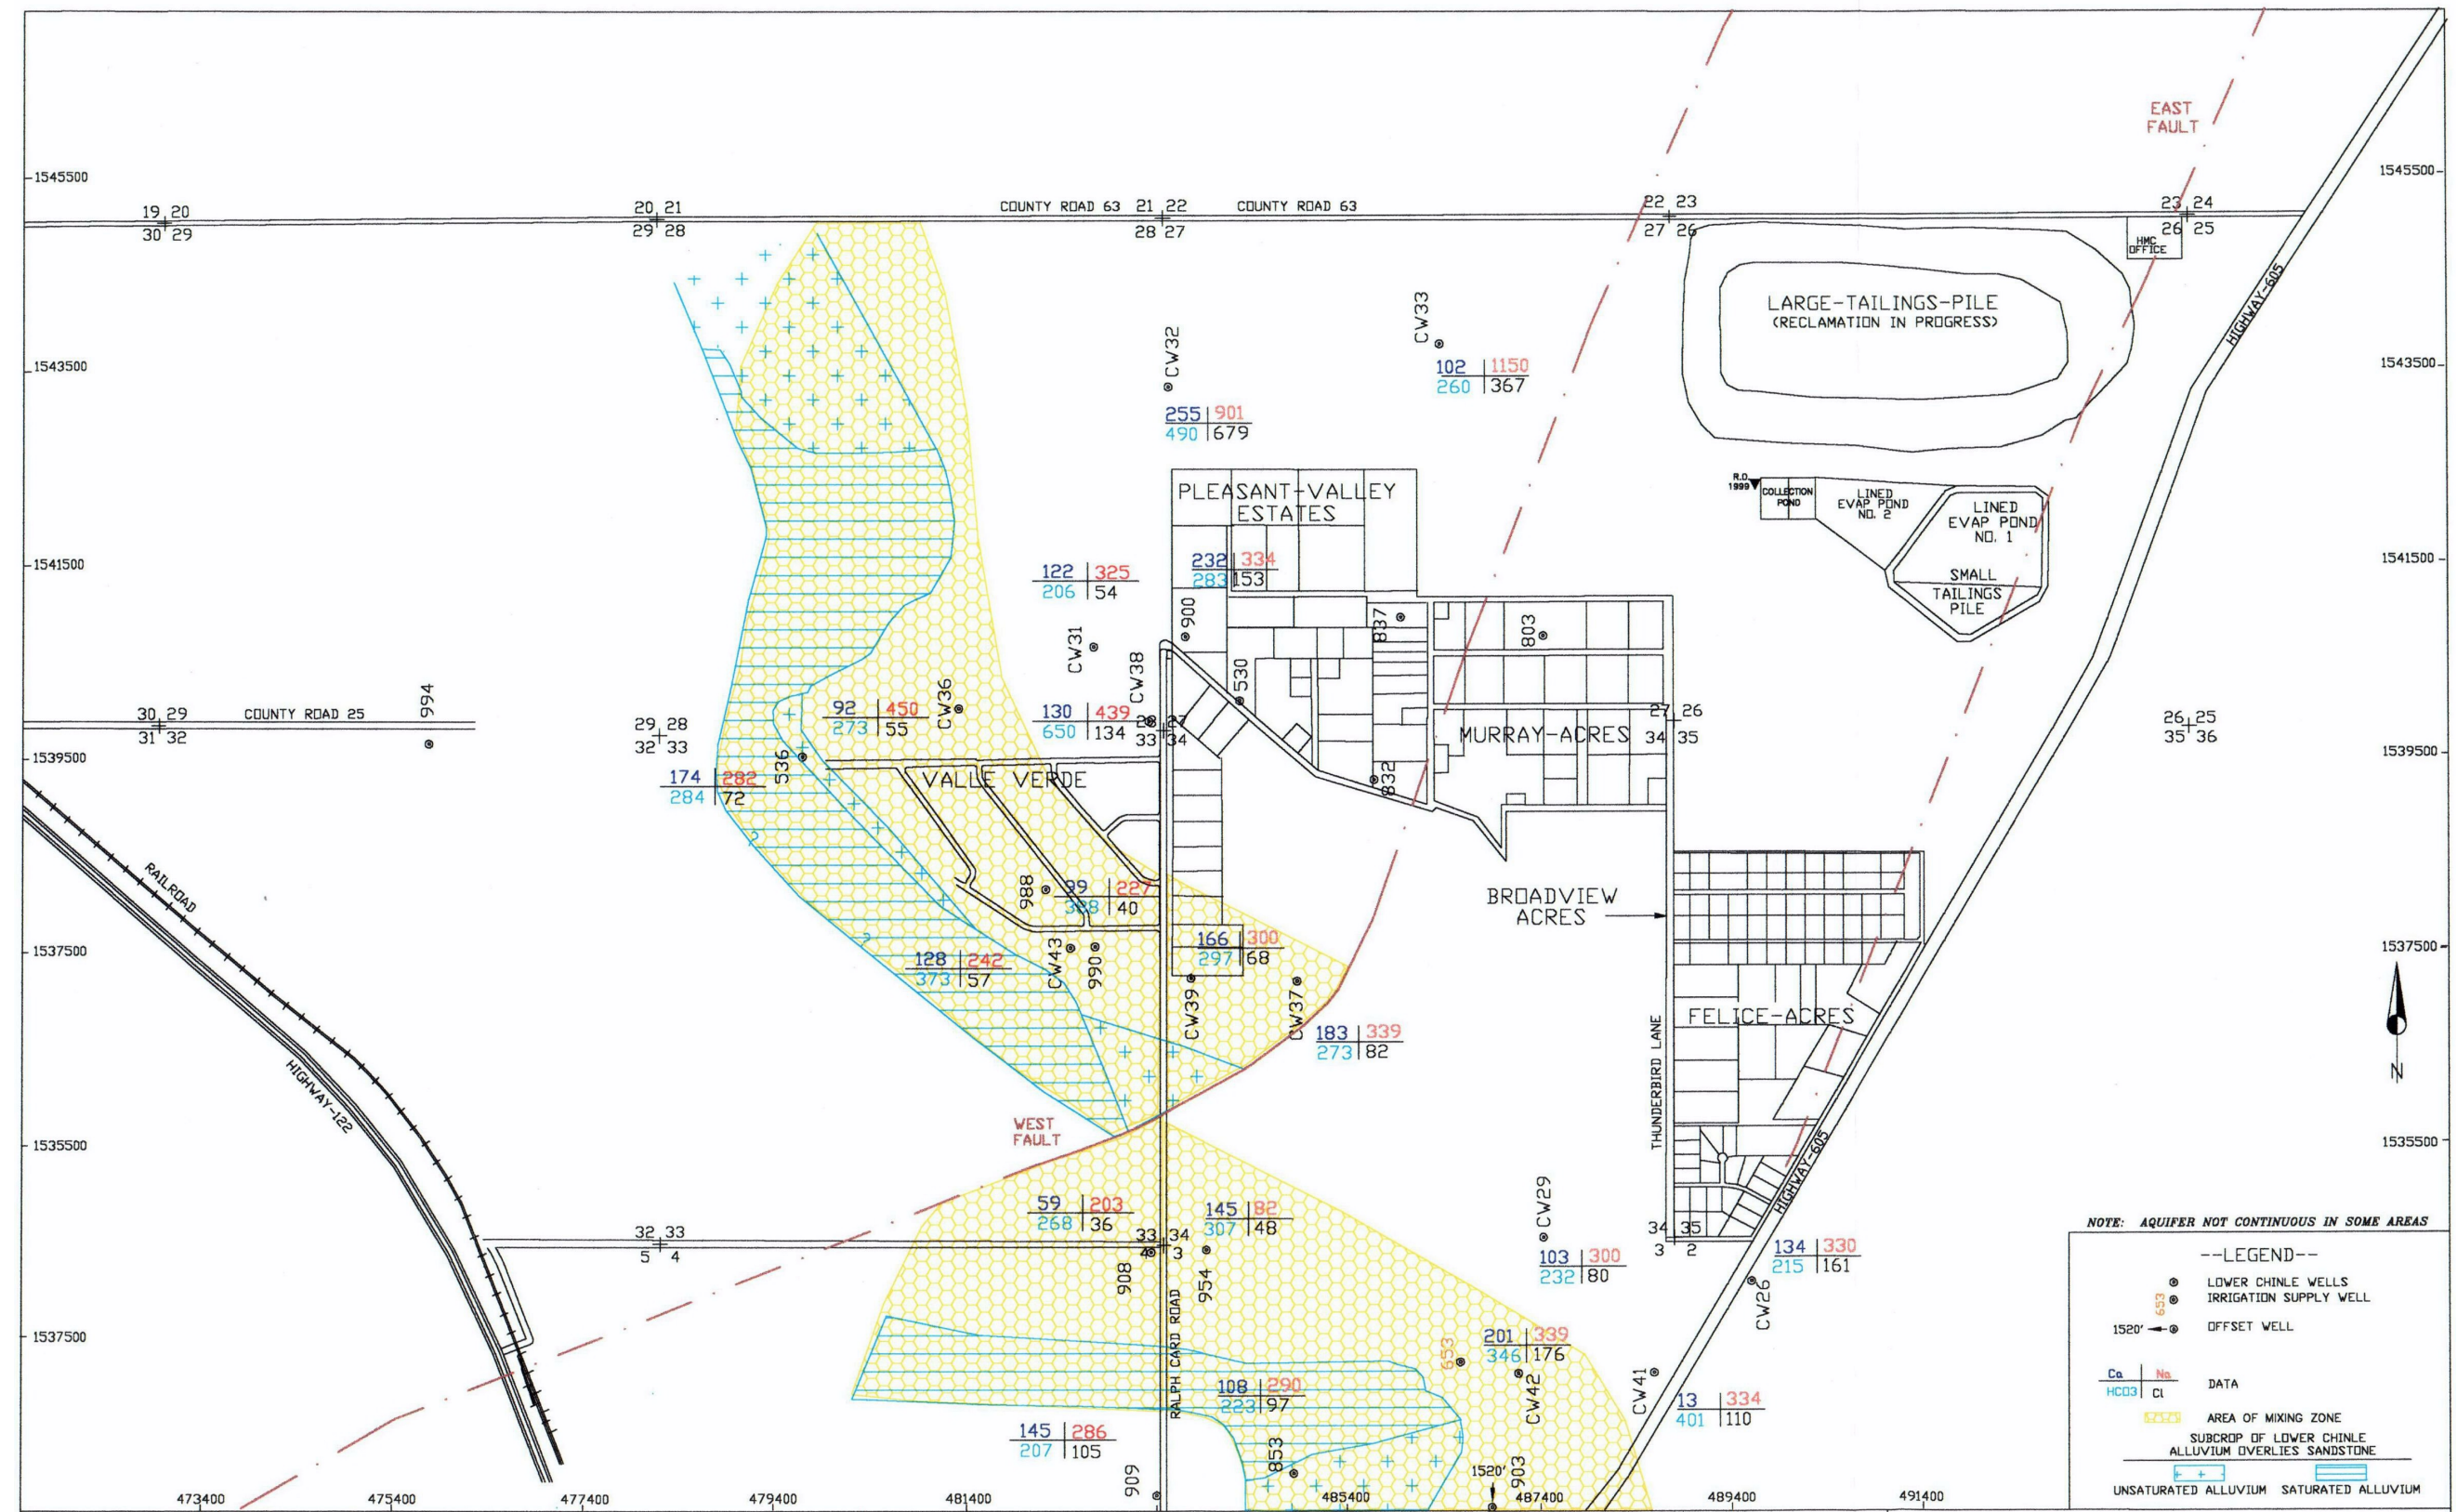 EAST
FAULT
1545500
1545500
19 20
30 29
20 21
29 28
COUNTY ROAD 63
21 22
28 27
COUNTY ROAD 63
22 23
27 26
23 24
26 25
HMC
OFFICE
HIGHWAY-605
LARGE-TAILINGS-PILE
(RECLAMATION IN PROGRESS)
CW33
102 1150
260 367
CW32
255 901
490 679
1543500
1543500
R.O.
1999
COLLECTION
POND
LINED
EVAP POND
NO. 2
LINED
EVAP POND
NO. 1
SMALL
TAILINGS
PILE
PLEASANT-VALLEY
ESTATES
1541500
1541500
122 325
206 54
232 334
283 153
CW31
900
837
803
CW38
530
CW36
994
30 29
31 32
COUNTY ROAD 25
29 28
32 33
92 450
273 55
130 439
650 134
28 27
33 34
MURRAY-ACRES
27 26
34 35
26 25
35 36
1539500
1539500
536
174 282
284 72
VALLE VERDE
832
?
RAILROAD
988
99 227
388 40
BROADVIEW
ACRES
?
1537500
1537500
128 242
373 57
CW43
990
166 300
297 68
CW39
CW37
183 339
273 82
FELICE-ACRES
THUNDERBIRD LANE
N
HIGHWAY-122
WEST
FAULT
1535500
1535500
HIGHWAY-605
59 203
268 36
145 82
307 48
CW29
32 33
5 4
33 34
4 3
908
954
34 35
3 2
103 300
232 80
134 330
215 161
CW26
1537500
RALPH CARD ROAD
653
201 339
346 176
CW42
CW41
13 334
401 110
108 290
223 97
145 286
207 105
909
853
1520'
903
473400
475400
477400
479400
481400
485400
487400
489400
491400
NOTE: AQUIFER NOT CONTINUOUS IN SOME AREAS
--LEGEND--
LOWER CHINLE WELLS
653
IRRIGATION SUPPLY WELL
1520'
OFFSET WELL
Ca Na
HCO3 Cl
DATA
AREA OF MIXING ZONE
SUBCROP OF LOWER CHINLE
ALLUVIUM OVERLIES SANDSTONE
UNSATURATED ALLUVIUM SATURATED ALLUVIUM